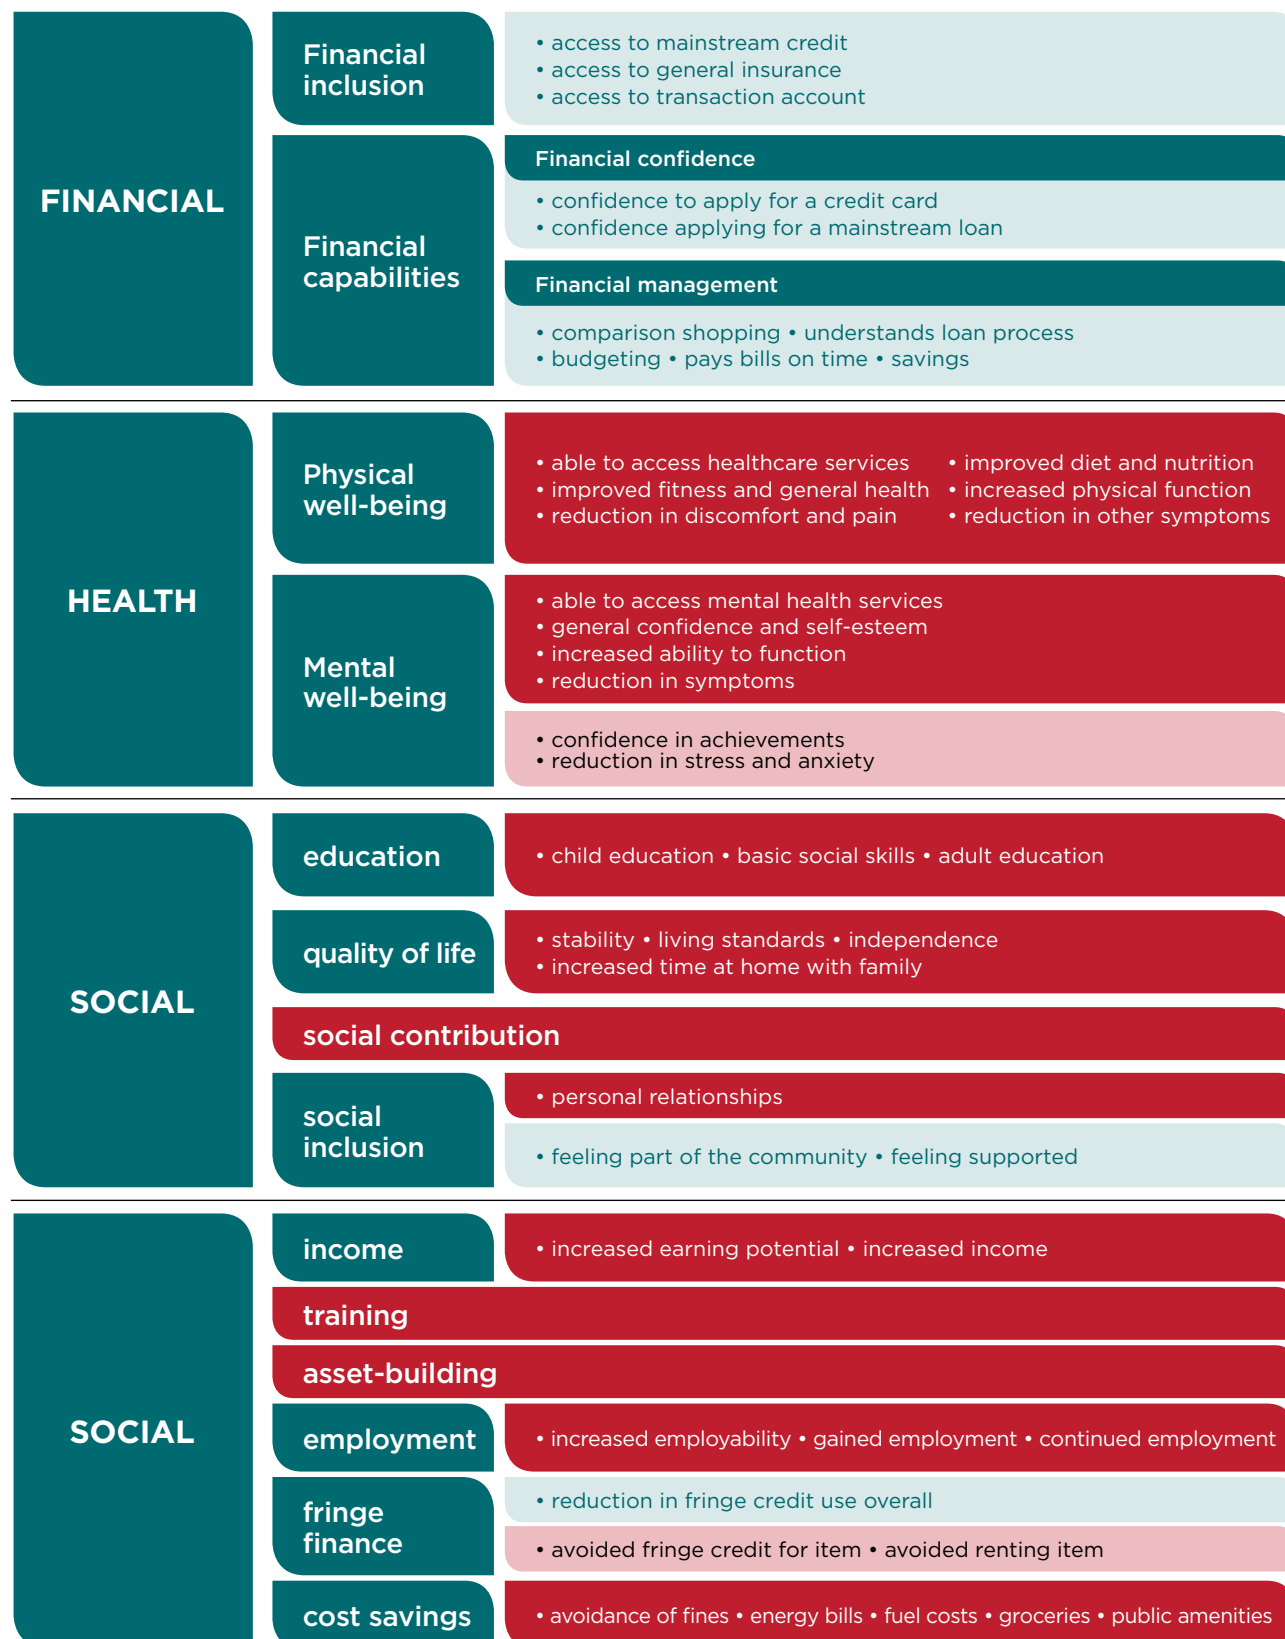 FINANCIAL
Financial
inclusion
• access to mainstream credit
• access to general insurance
• access to transaction account
Financial
capabilities
Financial confidence
• confidence to apply for a credit card
• confidence applying for a mainstream loan
Financial management
• comparison shopping • understands loan process
• budgeting • pays bills on time • savings
HEALTH
Physical
well-being
• able to access healthcare services
• improved fitness and general health
• reduction in discomfort and pain
• improved diet and nutrition
• increased physical function
• reduction in other symptoms
Mental
well-being
• able to access mental health services
• general confidence and self-esteem
• increased ability to function
• reduction in symptoms
• confidence in achievements
• reduction in stress and anxiety
SOCIAL
education
• child education • basic social skills • adult education
quality of life
• stability • living standards • independence
• increased time at home with family
social contribution
social
inclusion
• personal relationships
• feeling part of the community • feeling supported
SOCIAL
income
• increased earning potential • increased income
training
asset-building
employment
• increased employability • gained employment • continued employment
fringe
finance
• reduction in fringe credit use overall
• avoided fringe credit for item • avoided renting item
cost savings
• avoidance of fines • energy bills • fuel costs • groceries • public amenities